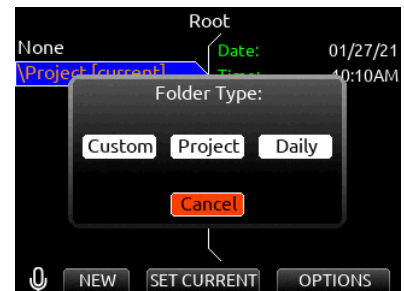 Root
None
Date: 01/27/21
\Project [current]
Time: 10:10AM
Folder Type:
Custom Project Daily
Cancel
NEW SET CURRENT OPTIONS